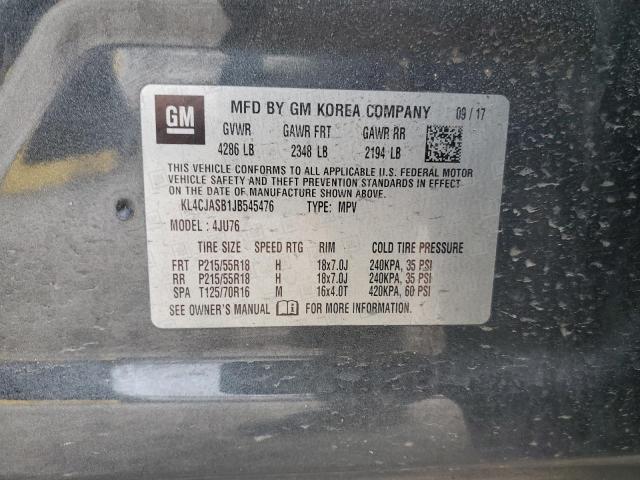 GM MFD BY GM KOREA COMPANY 09 / 17
GVWR GAWR FRT GAWR RR
4286 LB 2348 LB 2194 LB
THIS VEHICLE CONFORMS TO ALL APPLICABLE U.S. FEDERAL MOTOR
VEHICLE SAFETY AND THEFT PREVENTION STANDARDS IN EFFECT
ON THE DATE OF MANUFACTURE SHOWN ABOVE.
KL4CJASB1JB545476 TYPE: MPV
MODEL : 4JU76
TIRE SIZE SPEED RTG RIM COLD TIRE PRESSURE
FRT P215/55R18 H 18x7.0J 240KPA, 35 PSI
RR P215/55R18 H 18x7.0J 240KPA, 35 PSI
SPA T125/70R16 M 16x4.0T 420KPA, 60 PSI
SEE OWNER'S MANUAL FOR MORE INFORMATION.